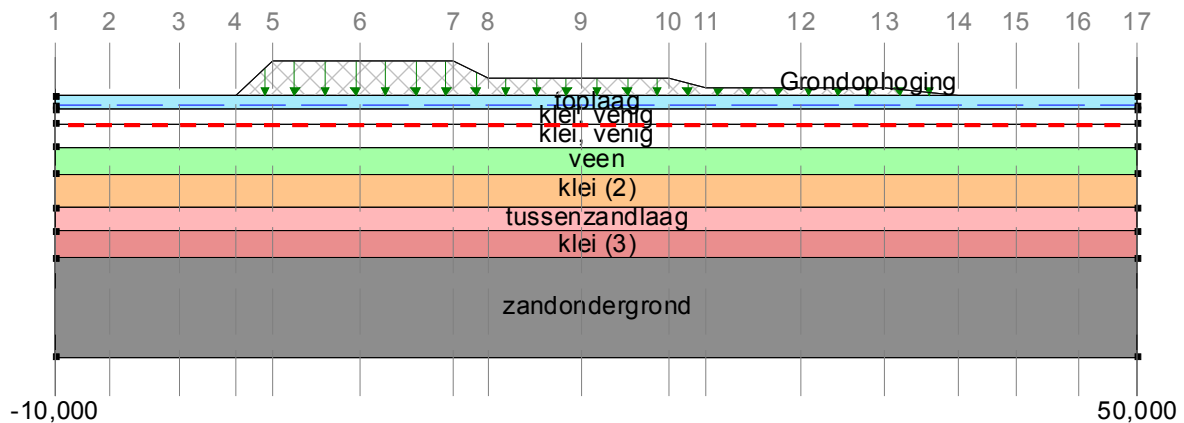 1 2 3 4 5 6 7 8 9 10 11 12 13 14 15 16 17
Grondophoging
toplaag
klei, venig
klei, venig
veen
klei (2)
tussenzandlaag
klei (3)
zandondergrond
-10,000 50,000